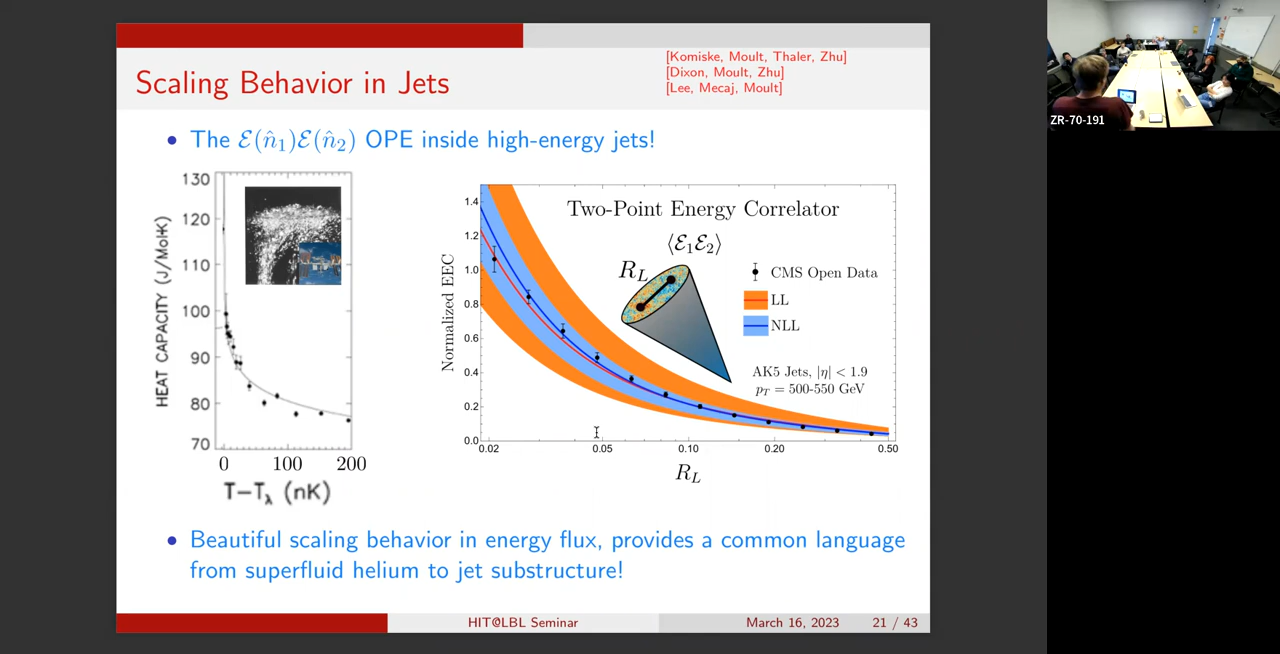 Scaling Behavior in Jets
[Komiske, Moult, Thaler, Zhu]
[Dixon, Moult, Zhu]
[Lee, Mecaj, Moult]
• The ℰ(n̂₁)ℰ(n̂₂) OPE inside high-energy jets!
130
120
110
100
90
80
70
HEAT CAPACITY (J/Mol·K)
0 100 200
T−T_λ (nK)
Two-Point Energy Correlator
⟨ℰ₁ℰ₂⟩
R_L
CMS Open Data
LL
NLL
AK5 Jets, |η| < 1.9
p_T = 500-550 GeV
Normalized EEC
1.4
1.2
1.0
0.8
0.6
0.4
0.2
0.0
0.02 0.05 0.10 0.20 0.50
R_L
• Beautiful scaling behavior in energy flux, provides a common language
from superfluid helium to jet substructure!
HIT@LBL Seminar March 16, 2023 21 / 43
ZR-70-191